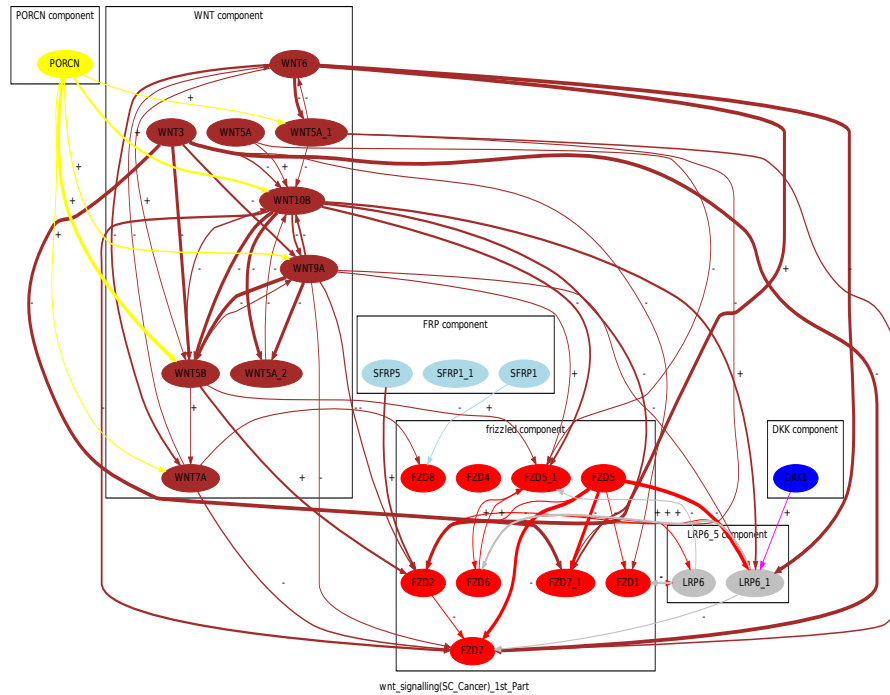 PORCN component
WNT component
PORCN
WNT6
WNT3
WNT5A
WNT5A_1
WNT10B
WNT9A
FRP component
WNT5B
WNT5A_2
SFRP5
SFRP1_1
SFRP1
frizzled component
DKK component
WNT7A
FZD8
FZD4
FZD5_1
FZD5
DKK1
LRP6_5 component
FZD2
FZD6
FZD7_1
FZD1
LRP6
LRP6_1
FZD7
wnt_signalling(SC_Cancer)_1st_Part